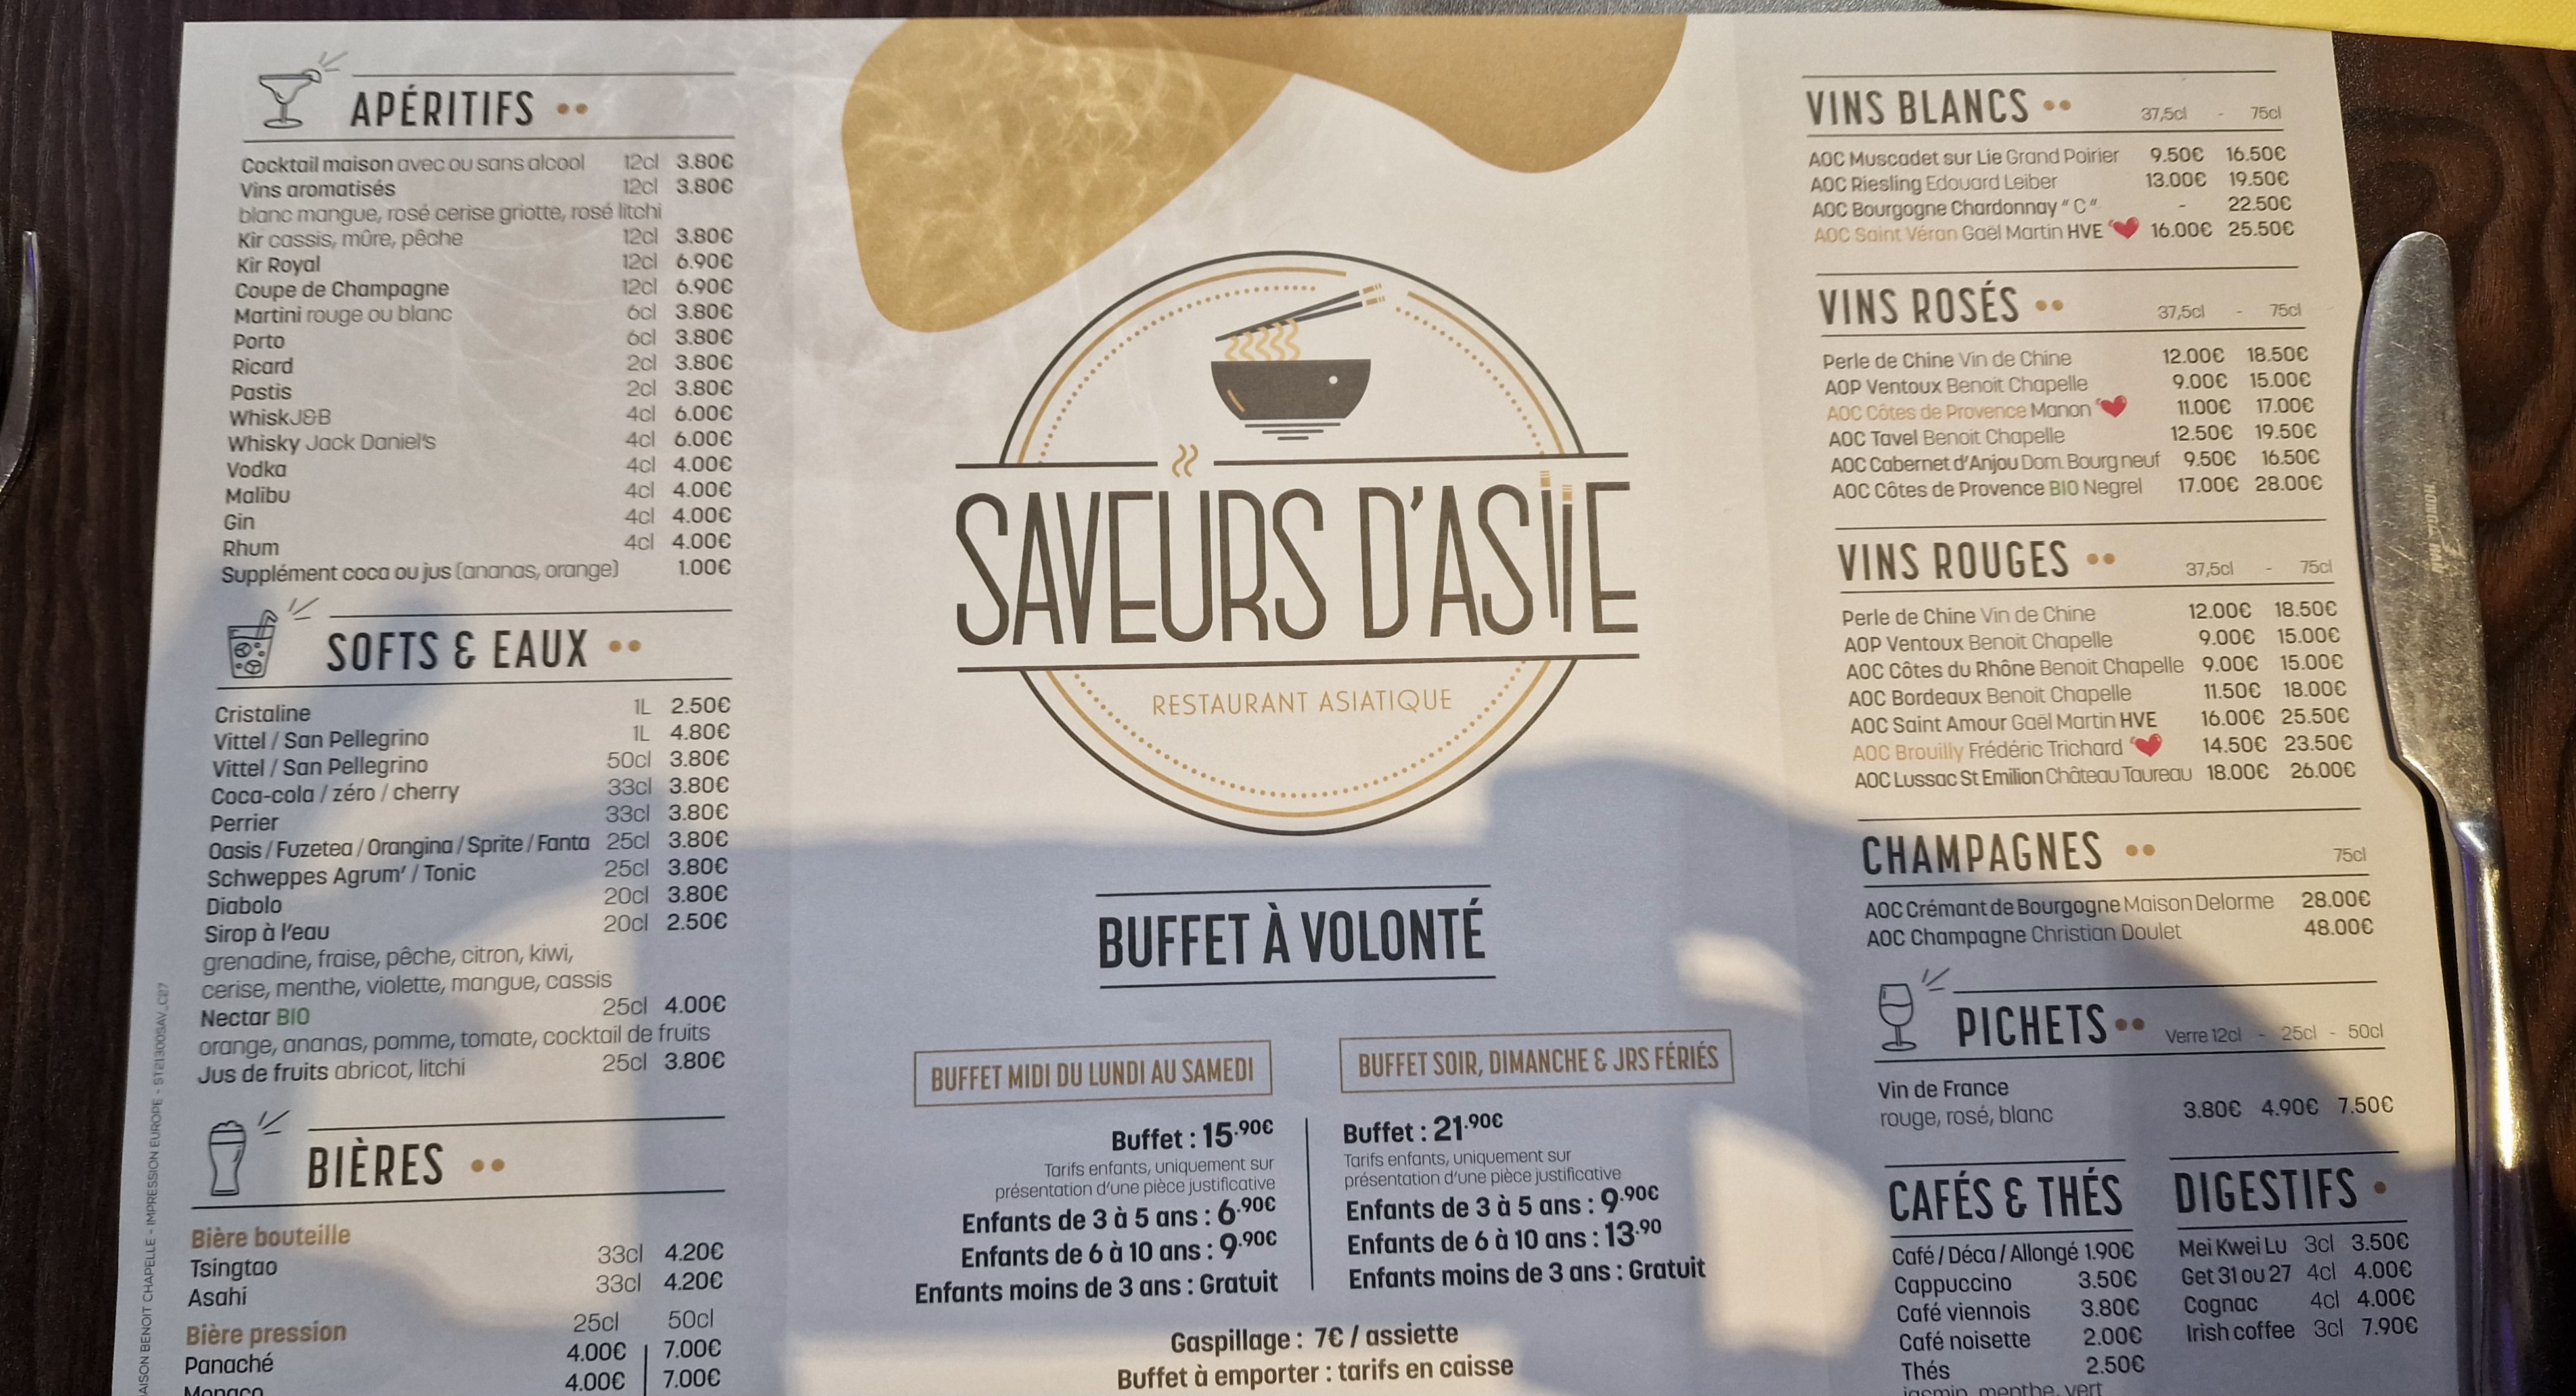 APÉRITIFS
Cocktail maison avec ou sans alcool 12cl 3.80€
Vins aromatisés 12cl 3.80€
blanc mangue, rosé cerise griotte, rosé litchi
Kir cassis, mûre, pêche 12cl 3.80€
Kir Royal 12cl 6.90€
Coupe de Champagne 12cl 6.90€
Martini rouge ou blanc 6cl 3.80€
Porto 6cl 3.80€
Ricard 2cl 3.80€
Pastis 2cl 3.80€
WhiskJ&B 4cl 6.00€
Whisky Jack Daniel's 4cl 6.00€
Vodka 4cl 4.00€
Malibu 4cl 4.00€
Gin 4cl 4.00€
Rhum 4cl 4.00€
Supplément coca ou jus (ananas, orange) 1.00€
SOFTS & EAUX
Cristaline 1L 2.50€
Vittel / San Pellegrino 1L 4.80€
Vittel / San Pellegrino 50cl 3.80€
Coca-cola / zéro / cherry 33cl 3.80€
Perrier 33cl 3.80€
Oasis / Fuzetea / Orangina / Sprite / Fanta 25cl 3.80€
Schweppes Agrum' / Tonic 25cl 3.80€
Diabolo 20cl 3.80€
Sirop à l'eau 20cl 2.50€
grenadine, fraise, pêche, citron, kiwi,
cerise, menthe, violette, mangue, cassis
Nectar BIO 25cl 4.00€
orange, ananas, pomme, tomate, cocktail de fruits
Jus de fruits abricot, litchi 25cl 3.80€
BIÈRES
Bière bouteille
Tsingtao 33cl 4.20€
Asahi 33cl 4.20€
Bière pression 25cl 50cl
Panaché 4.00€ 7.00€
Monaco 4.00€ 7.00€
AISON BENOIT CHAPELLE - IMPRESSION EUROPE - ST21300SAV_C27
SAVEURS D'ASIE
RESTAURANT ASIATIQUE
BUFFET À VOLONTÉ
BUFFET MIDI DU LUNDI AU SAMEDI
Buffet : 15.90€
Tarifs enfants, uniquement sur
présentation d'une pièce justificative
Enfants de 3 à 5 ans : 6.90€
Enfants de 6 à 10 ans : 9.90€
Enfants moins de 3 ans : Gratuit
BUFFET SOIR, DIMANCHE & JRS FÉRIÉS
Buffet : 21.90€
Tarifs enfants, uniquement sur
présentation d'une pièce justificative
Enfants de 3 à 5 ans : 9.90€
Enfants de 6 à 10 ans : 13.90
Enfants moins de 3 ans : Gratuit
Gaspillage : 7€ / assiette
Buffet à emporter : tarifs en caisse
VINS BLANCS 37,5cl - 75cl
AOC Muscadet sur Lie Grand Poirier 9.50€ 16.50€
AOC Riesling Edouard Leiber 13.00€ 19.50€
AOC Bourgogne Chardonnay " C " - 22.50€
AOC Saint Véran Gaël Martin HVE 16.00€ 25.50€
VINS ROSÉS 37,5cl - 75cl
Perle de Chine Vin de Chine 12.00€ 18.50€
AOP Ventoux Benoit Chapelle 9.00€ 15.00€
AOC Côtes de Provence Manon 11.00€ 17.00€
AOC Tavel Benoit Chapelle 12.50€ 19.50€
AOC Cabernet d'Anjou Dom. Bourg neuf 9.50€ 16.50€
AOC Côtes de Provence BIO Negrel 17.00€ 28.00€
VINS ROUGES 37,5cl - 75cl
Perle de Chine Vin de Chine 12.00€ 18.50€
AOP Ventoux Benoit Chapelle 9.00€ 15.00€
AOC Côtes du Rhône Benoit Chapelle 9.00€ 15.00€
AOC Bordeaux Benoit Chapelle 11.50€ 18.00€
AOC Saint Amour Gaël Martin HVE 16.00€ 25.50€
AOC Brouilly Frédéric Trichard 14.50€ 23.50€
AOC Lussac St Emilion Château Taureau 18.00€ 26.00€
CHAMPAGNES 75cl
AOC Crémant de Bourgogne Maison Delorme 28.00€
AOC Champagne Christian Doulet 48.00€
PICHETS Verre 12cl - 25cl - 50cl
Vin de France
rouge, rosé, blanc 3.80€ 4.90€ 7.50€
CAFÉS & THÉS
Café / Déca / Allongé 1.90€
Cappuccino 3.50€
Café viennois 3.80€
Café noisette 2.00€
Thés 2.50€
jasmin, menthe, vert
DIGESTIFS
Mei Kwei Lu 3cl 3.50€
Get 31 ou 27 4cl 4.00€
Cognac 4cl 4.00€
Irish coffee 3cl 7.90€